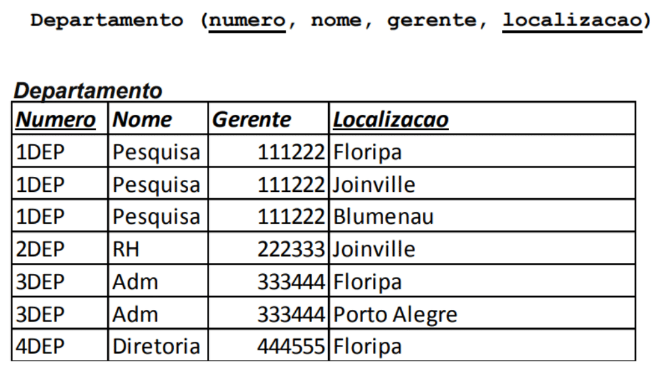 Departamento (numero, nome, gerente, localizacao)
Departamento
Numero Nome Gerente Localizacao
1DEP Pesquisa 111222 Floripa
1DEP Pesquisa 111222 Joinville
1DEP Pesquisa 111222 Blumenau
2DEP RH 222333 Joinville
3DEP Adm 333444 Floripa
3DEP Adm 333444 Porto Alegre
4DEP Diretoria 444555 Floripa